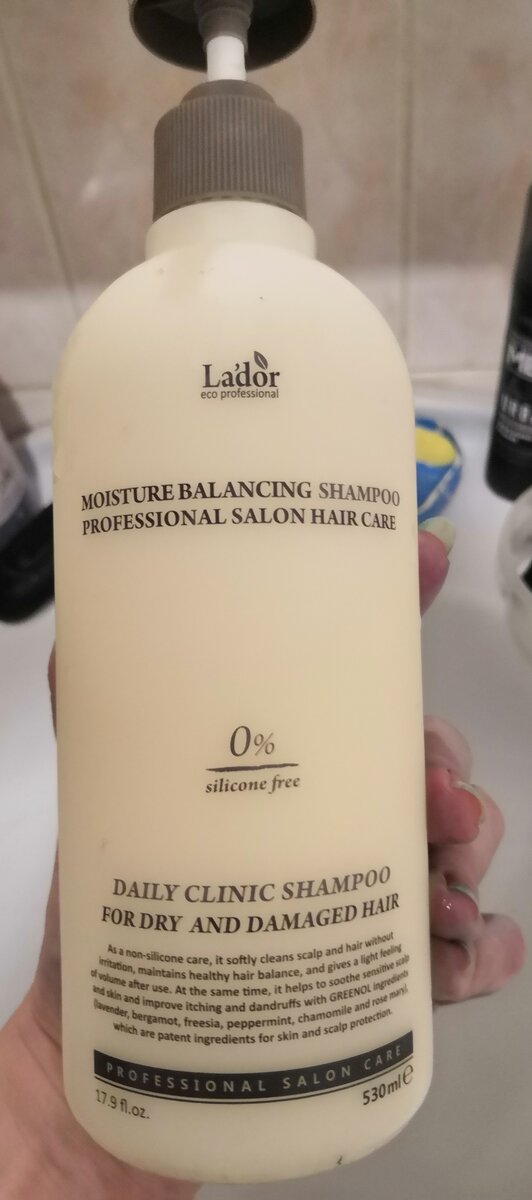 La'dor
eco professional
MOISTURE BALANCING SHAMPOO
PROFESSIONAL SALON HAIR CARE
0%
silicone free
DAILY CLINIC SHAMPOO
FOR DRY AND DAMAGED HAIR
As a non-silicone care, it softly cleans scalp and hair without
irritation, maintains healthy hair balance, and gives a light feeling
of volume after use. At the same time, it helps to soothe sensitive scalp
and skin and improve itching and dandruffs with GREENOL ingredients
(lavender, bergamot, freesia, peppermint, chamomile and rose mary),
which are patent ingredients for skin and scalp protection.
PROFESSIONAL SALON CARE
17.9 fl.oz.
530ml e